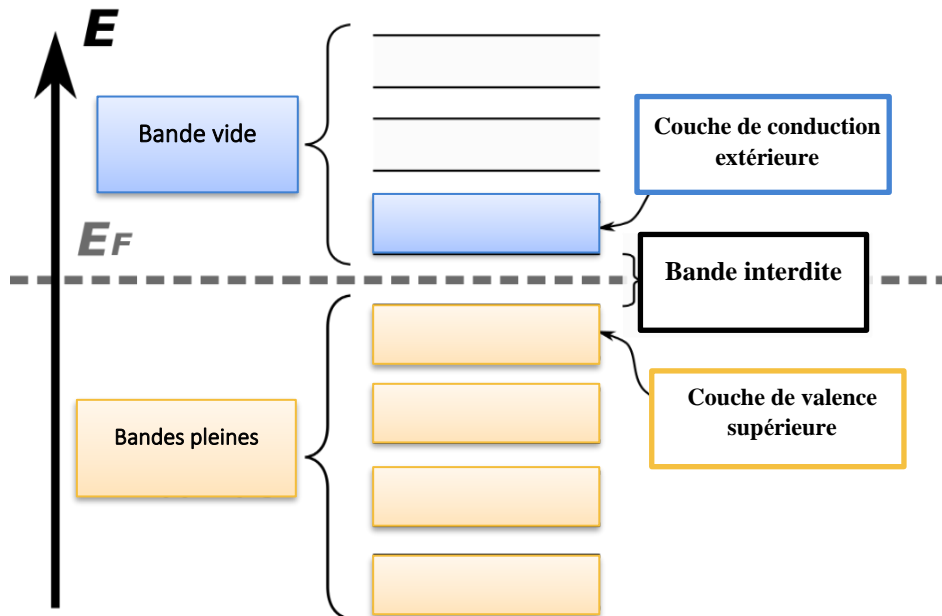 E
Bande vide
Couche de conduction
extérieure
EF
Bande interdite
Couche de valence
supérieure
Bandes pleines